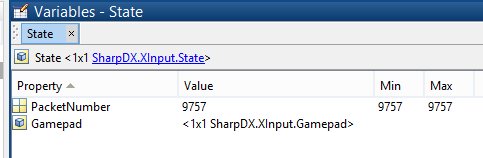 Variables - State
State ×
State <1x1 SharpDX.XInput.State>
Property Value Min Max
PacketNumber 9757 9757 9757
Gamepad <1x1 SharpDX.XInput.Gamepad>